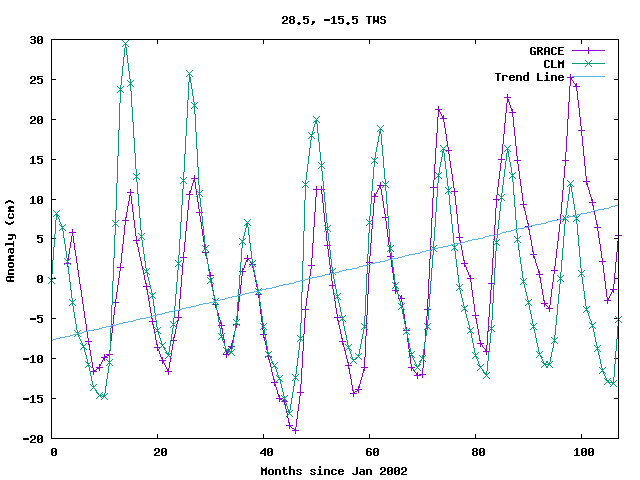 28.5, -15.5 TWS
GRACE
CLM
Trend Line
30
25
20
15
10
5
0
-5
-10
-15
-20
Anomaly (cm)
0 20 40 60 80 100
Months since Jan 2002